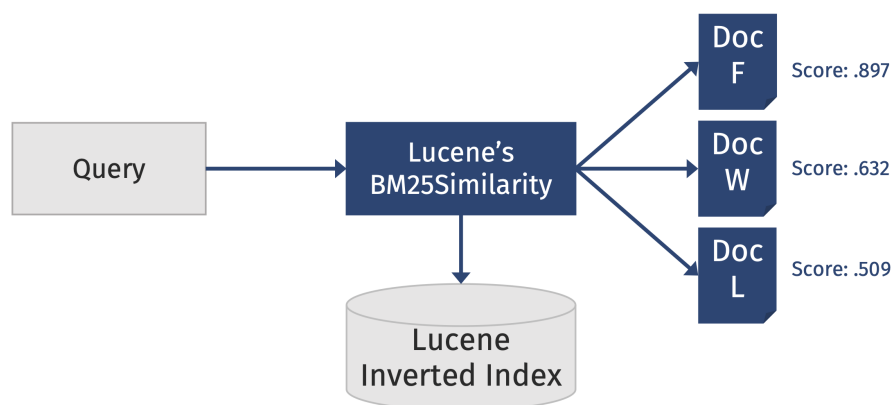 Query
Lucene's
BM25Similarity
Lucene
Inverted Index
Doc
F
Score: .897
Doc
W
Score: .632
Doc
L
Score: .509